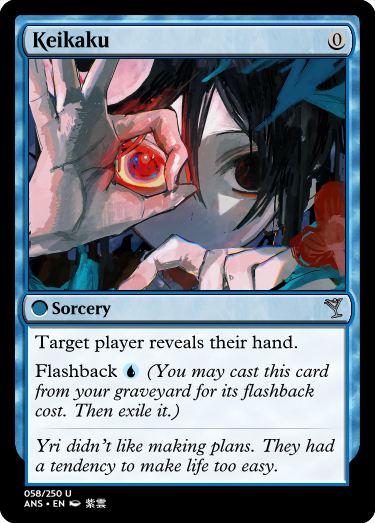 Keikaku 0
Sorcery
Target player reveals their hand.
Flashback (You may cast this card
from your graveyard for its flashback
cost. Then exile it.)
Yri didn't like making plans. They had
a tendency to make life too easy.
058/250 U
ANS • EN 紫雲